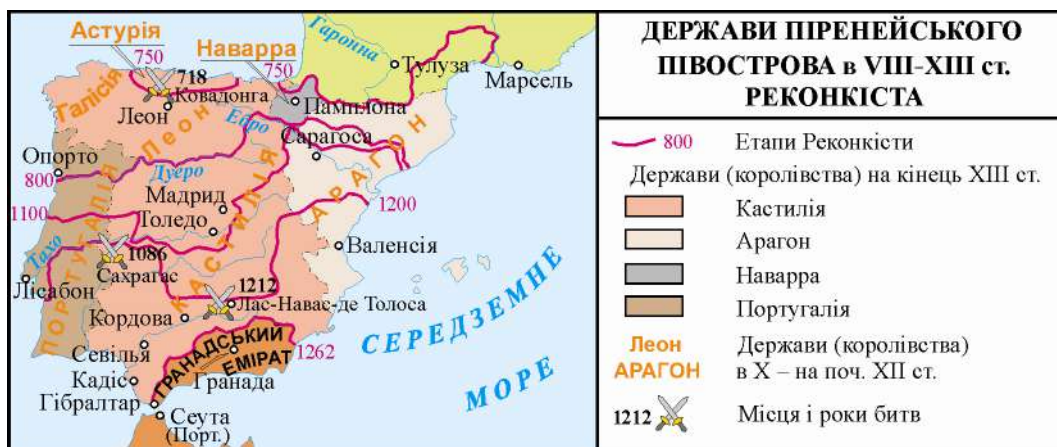 Астурія
750
718
Ковадонга
Галісія
Леон
Леон
Наварра
750
Памплона
Гаронна
Тулуза
Марсель
Ебро
Сарагоса
АРАГОН
Опорто
800
Дуеро
1100
Мадрид
Толедо
КАСТИЛІЯ
1200
Валенсія
ПОРТУГАЛІЯ
Тахо
1086
Сахрагас
Лісабон
1212
Лас-Навас-де Толоса
Кордова
Севілья
Кадіс
Гібралтар
Сеута
(Порт.)
ГРАНАДСЬКИЙ
ЕМІРАТ
Гранада
1262
СЕРЕДЗЕМНЕ
МОРЕ
ДЕРЖАВИ ПІРЕНЕЙСЬКОГО
ПІВОСТРОВА в VIII-XIII ст.
РЕКОНКІСТА
800 Етапи Реконкісти
Держави (королівства) на кінець XIII ст.
Кастилія
Арагон
Наварра
Португалія
Леон Держави (королівства)
АРАГОН в X – на поч. XII ст.
1212 Місця і роки битв